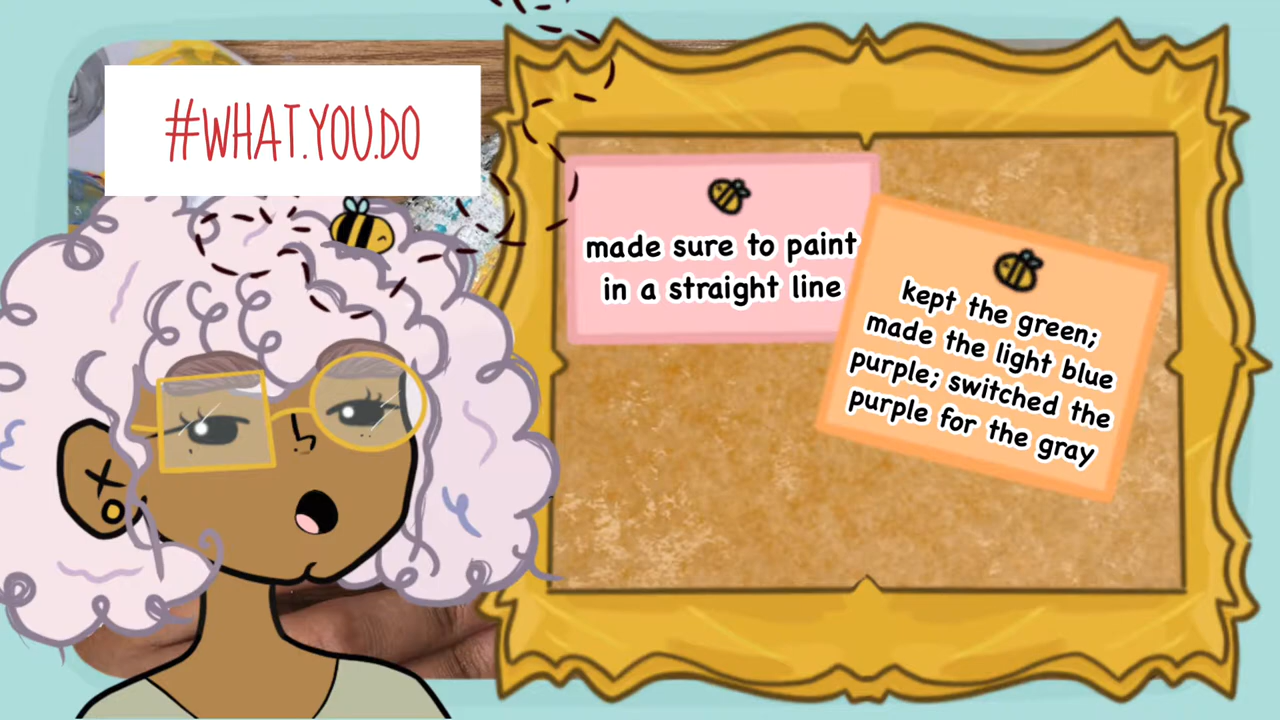 #WHAT.YOU.DO
made sure to paint
in a straight line
kept the green;
made the light blue
purple; switched the
purple for the gray